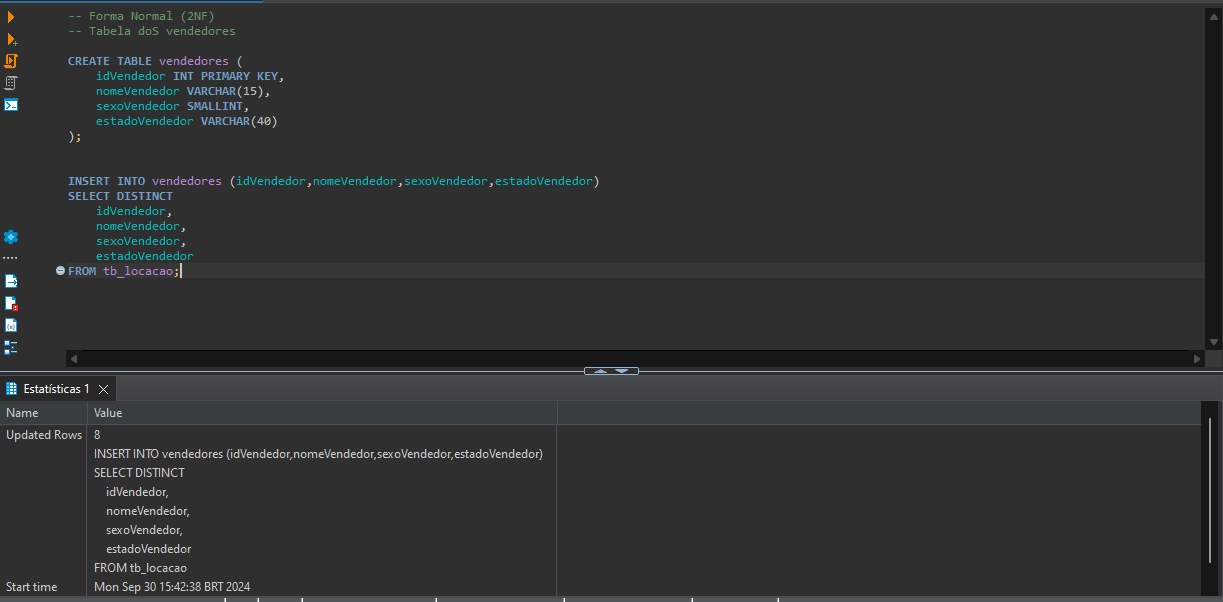 -- Forma Normal (2NF)
-- Tabela doS vendedores
CREATE TABLE vendedores (
    idVendedor INT PRIMARY KEY,
    nomeVendedor VARCHAR(15),
    sexoVendedor SMALLINT,
    estadoVendedor VARCHAR(40)
);
INSERT INTO vendedores (idVendedor,nomeVendedor,sexoVendedor,estadoVendedor)
SELECT DISTINCT
    idVendedor,
    nomeVendedor,
    sexoVendedor,
    estadoVendedor
FROM tb_locacao;
Estatísticas 1
Name Value
Updated Rows 8
INSERT INTO vendedores (idVendedor,nomeVendedor,sexoVendedor,estadoVendedor)
SELECT DISTINCT
    idVendedor,
    nomeVendedor,
    sexoVendedor,
    estadoVendedor
FROM tb_locacao
Start time Mon Sep 30 15:42:38 BRT 2024